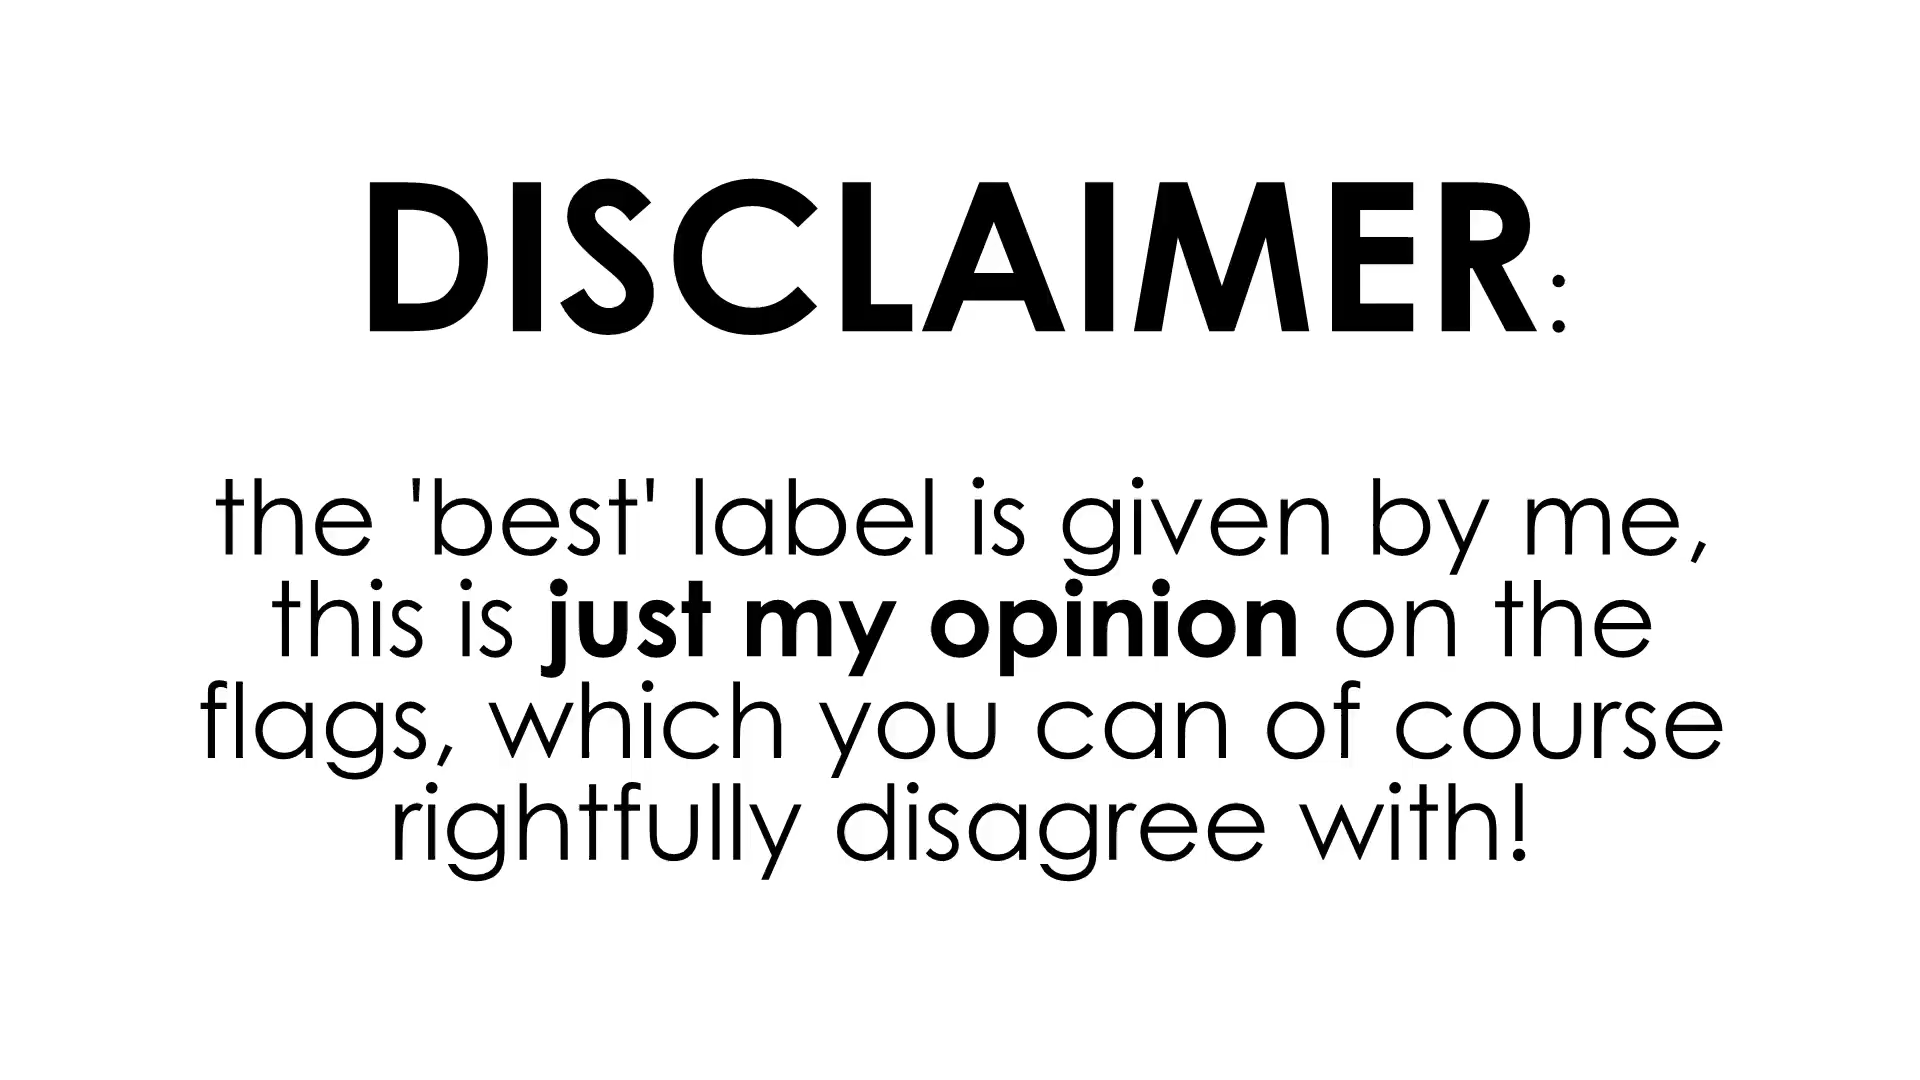 DISCLAIMER:
the 'best' label is given by me,
this is just my opinion on the
flags, which you can of course
rightfully disagree with!